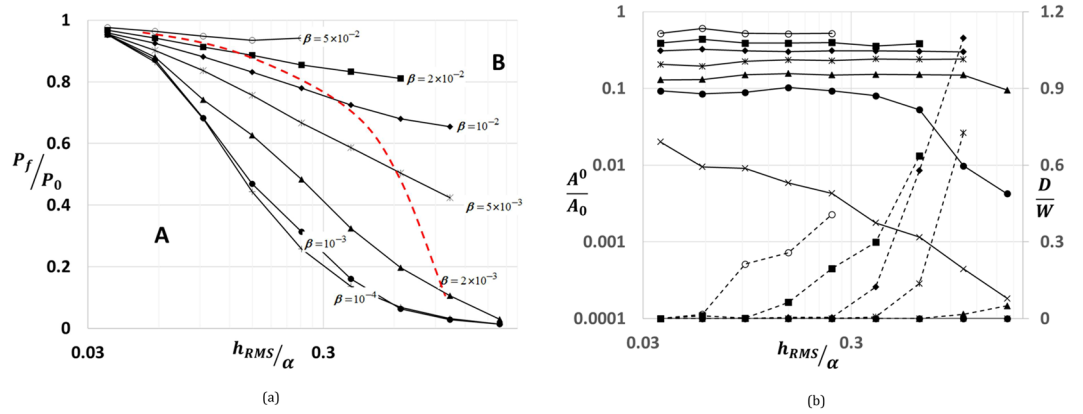 1
0.8
0.6
0.4
0.2
0
P_f/P_0
A
B
β=5×10⁻²
β=2×10⁻²
β=10⁻²
β=5×10⁻³
β=10⁻³
β=2×10⁻³
β=10⁻⁴
0.03
0.3
h_RMS/α
(a)
1
0.1
0.01
0.001
0.0001
A⁰/A₀
1.2
0.9
0.6
0.3
0
D/W
0.03
0.3
h_RMS/α
(b)